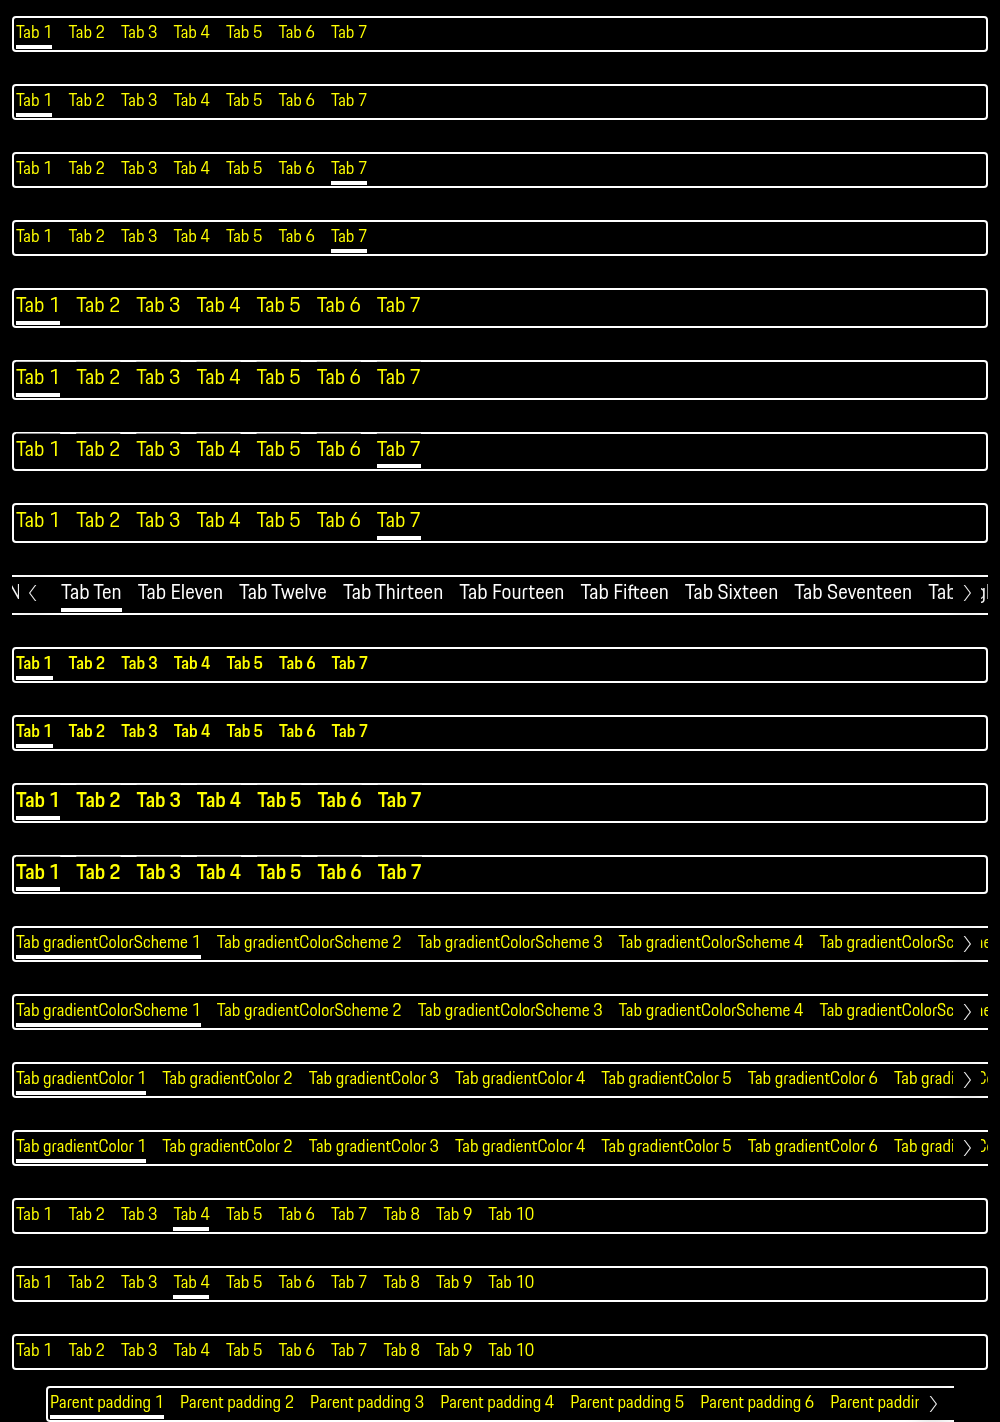 Tab 1 Tab 2 Tab 3 Tab 4 Tab 5 Tab 6 Tab 7
Tab 1 Tab 2 Tab 3 Tab 4 Tab 5 Tab 6 Tab 7
Tab 1 Tab 2 Tab 3 Tab 4 Tab 5 Tab 6 Tab 7
Tab 1 Tab 2 Tab 3 Tab 4 Tab 5 Tab 6 Tab 7
Tab 1 Tab 2 Tab 3 Tab 4 Tab 5 Tab 6 Tab 7
Tab 1 Tab 2 Tab 3 Tab 4 Tab 5 Tab 6 Tab 7
Tab 1 Tab 2 Tab 3 Tab 4 Tab 5 Tab 6 Tab 7
Tab 1 Tab 2 Tab 3 Tab 4 Tab 5 Tab 6 Tab 7
Tab Ten Tab Eleven Tab Twelve Tab Thirteen Tab Fourteen Tab Fifteen Tab Sixteen Tab Seventeen Tab
Tab 1 Tab 2 Tab 3 Tab 4 Tab 5 Tab 6 Tab 7
Tab 1 Tab 2 Tab 3 Tab 4 Tab 5 Tab 6 Tab 7
Tab 1 Tab 2 Tab 3 Tab 4 Tab 5 Tab 6 Tab 7
Tab 1 Tab 2 Tab 3 Tab 4 Tab 5 Tab 6 Tab 7
Tab gradientColorScheme 1 Tab gradientColorScheme 2 Tab gradientColorScheme 3 Tab gradientColorScheme 4 Tab gradientColorSc
Tab gradientColorScheme 1 Tab gradientColorScheme 2 Tab gradientColorScheme 3 Tab gradientColorScheme 4 Tab gradientColorSc
Tab gradientColor 1 Tab gradientColor 2 Tab gradientColor 3 Tab gradientColor 4 Tab gradientColor 5 Tab gradientColor 6 Tab gradi
Tab gradientColor 1 Tab gradientColor 2 Tab gradientColor 3 Tab gradientColor 4 Tab gradientColor 5 Tab gradientColor 6 Tab gradi
Tab 1 Tab 2 Tab 3 Tab 4 Tab 5 Tab 6 Tab 7 Tab 8 Tab 9 Tab 10
Tab 1 Tab 2 Tab 3 Tab 4 Tab 5 Tab 6 Tab 7 Tab 8 Tab 9 Tab 10
Tab 1 Tab 2 Tab 3 Tab 4 Tab 5 Tab 6 Tab 7 Tab 8 Tab 9 Tab 10
Parent padding 1 Parent padding 2 Parent padding 3 Parent padding 4 Parent padding 5 Parent padding 6 Parent paddin